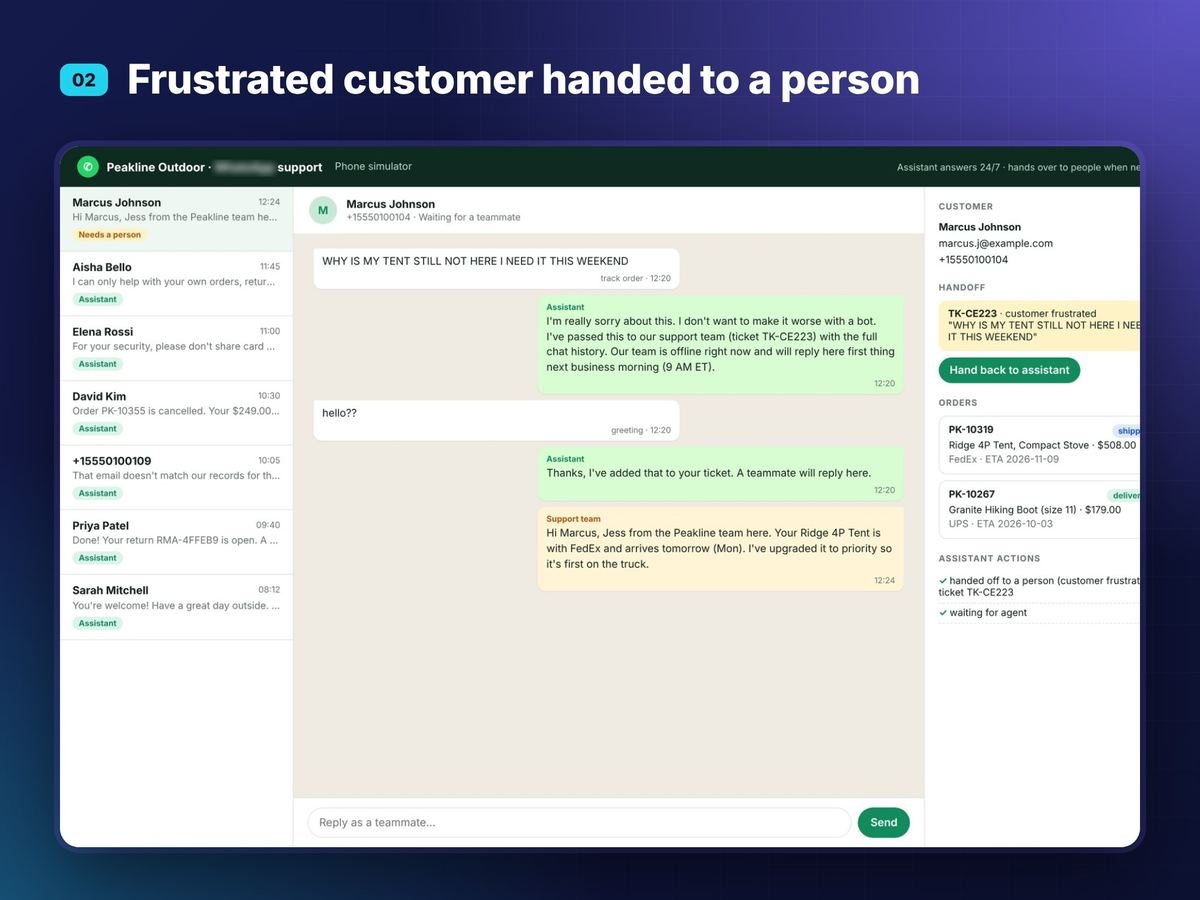 02
Frustrated customer handed to a person
Peakline Outdoor · support
Phone simulator
Assistant answers 24/7 · hands over to people when ne
Marcus Johnson 12:24
Hi Marcus, Jess from the Peakline team he...
Needs a person
Aisha Bello 11:45
I can only help with your own orders, retur...
Assistant
Elena Rossi 11:00
For your security, please don't share card ...
Assistant
David Kim 10:30
Order PK-10355 is cancelled. Your $249.00...
Assistant
+15550100109 10:05
That email doesn't match our records for th...
Assistant
Priya Patel 09:40
Done! Your return RMA-4FFEB9 is open. A ...
Assistant
Sarah Mitchell 08:12
You're welcome! Have a great day outside. ...
Assistant
M
Marcus Johnson
+15550100104 · Waiting for a teammate
WHY IS MY TENT STILL NOT HERE I NEED IT THIS WEEKEND
track order · 12:20
Assistant
I'm really sorry about this. I don't want to make it worse with a bot.
I've passed this to our support team (ticket TK-CE223) with the full
chat history. Our team is offline right now and will reply here first thing
next business morning (9 AM ET).
12:20
hello??
greeting · 12:20
Assistant
Thanks, I've added that to your ticket. A teammate will reply here.
12:20
Support team
Hi Marcus, Jess from the Peakline team here. Your Ridge 4P Tent is
with FedEx and arrives tomorrow (Mon). I've upgraded it to priority so
it's first on the truck.
12:24
Reply as a teammate...
Send
CUSTOMER
Marcus Johnson
marcus.j@example.com
+15550100104
HANDOFF
TK-CE223 · customer frustrated
"WHY IS MY TENT STILL NOT HERE I NEE
IT THIS WEEKEND"
Hand back to assistant
ORDERS
PK-10319 shipp
Ridge 4P Tent, Compact Stove · $508.00
FedEx · ETA 2026-11-09
PK-10267 deliver
Granite Hiking Boot (size 11) · $179.00
UPS · ETA 2026-10-03
ASSISTANT ACTIONS
✓ handed off to a person (customer frustrat
ticket TK-CE223
✓ waiting for agent